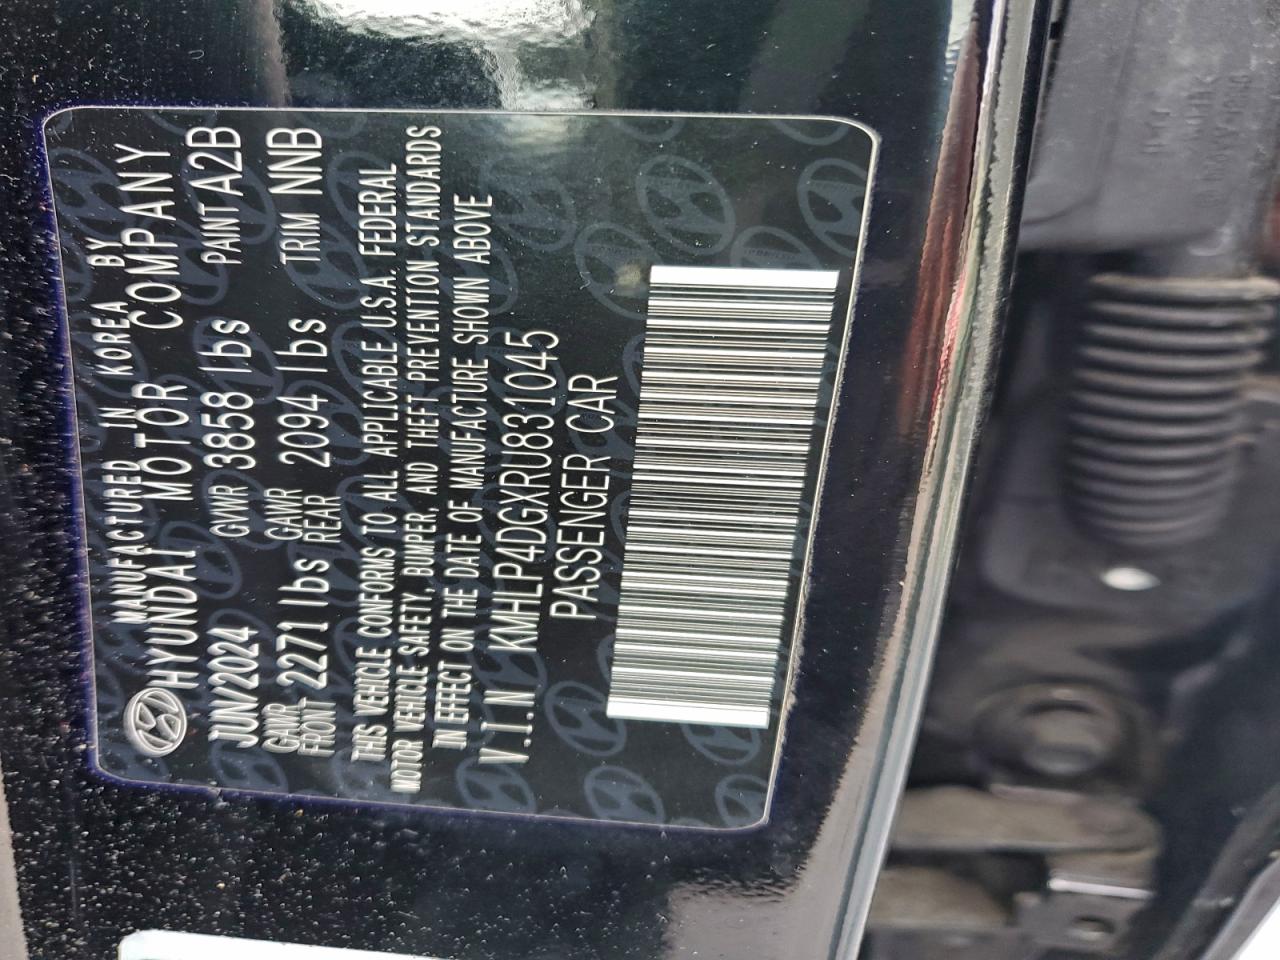 MANUFACTURED IN KOREA BY
HYUNDAI MOTOR COMPANY
JUN/2024 GVWR 3858 lbs PAINT A2B
GAWR FRONT 2271 lbs GAWR REAR 2094 lbs TRIM NNB
THIS VEHICLE CONFORMS TO ALL APPLICABLE U.S.A. FEDERAL
MOTOR VEHICLE SAFETY, BUMPER, AND THEFT PREVENTION STANDARDS
IN EFFECT ON THE DATE OF MANUFACTURE SHOWN ABOVE
V.I.N KMHLP4DGXRU831045
PASSENGER CAR